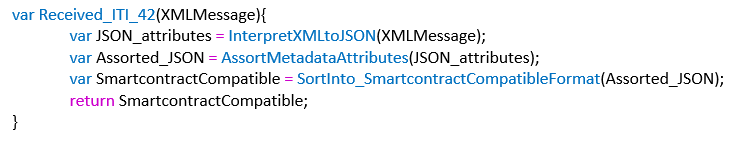 var Received_ITI_42(XMLMessage){
var JSON_attributes = InterpretXMLtoJSON(XMLMessage);
var Assorted_JSON = AssortMetadataAttributes(JSON_attributes);
var SmartcontractCompatible = SortInto_SmartcontractCompatibleFormat(Assorted_JSON);
return SmartcontractCompatible;
}